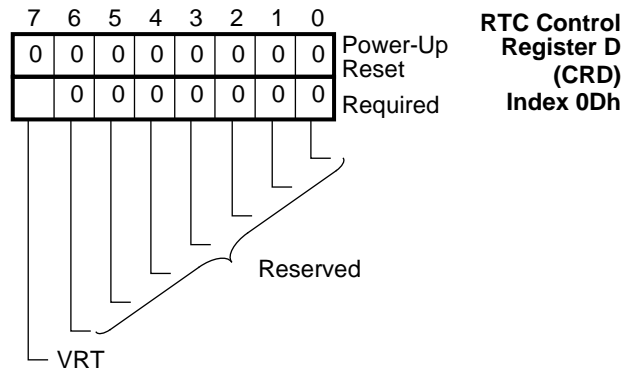 7 6 5 4 3 2 1 0
RTC Control
Register D
(CRD)
Index 0Dh
0 0 0 0 0 0 0 0
Power-Up
Reset
0 0 0 0 0 0 0
Required
Reserved
VRT